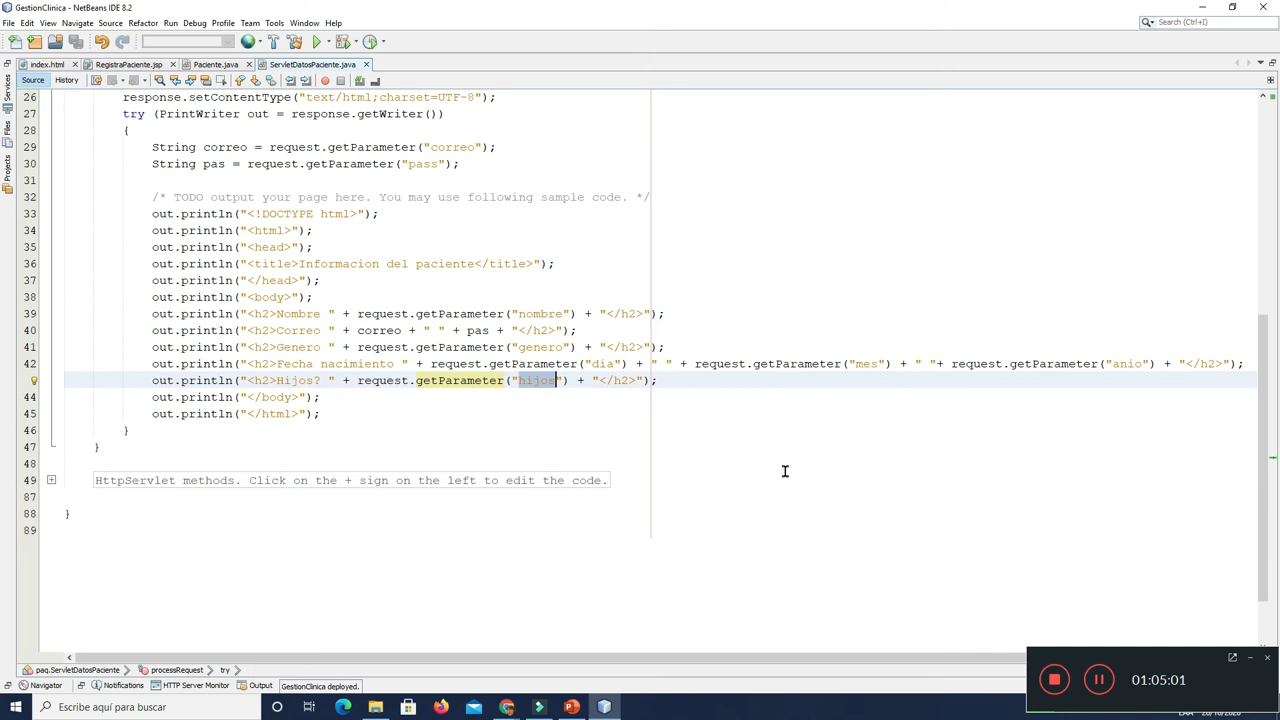 GestionClinica - NetBeans IDE 8.2
File Edit View Navigate Source Refactor Run Debug Profile Team Tools Window Help
Search (Ctrl+I)
index.html RegistraPaciente.jsp Paciente.java ServletDatosPaciente.java
Source History
Services
Files
Projects
26 response.setContentType("text/html;charset=UTF-8");
27 try (PrintWriter out = response.getWriter())
28 {
29 String correo = request.getParameter("correo");
30 String pas = request.getParameter("pass");
31
32 /* TODO output your page here. You may use following sample code. */
33 out.println("<!DOCTYPE html>");
34 out.println("<html>");
35 out.println("<head>");
36 out.println("<title>Informacion del paciente</title>");
37 out.println("</head>");
38 out.println("<body>");
39 out.println("<h2>Nombre " + request.getParameter("nombre") + "</h2>");
40 out.println("<h2>Correo " + correo + " " + pas + "</h2>");
41 out.println("<h2>Genero " + request.getParameter("genero") + "</h2>");
42 out.println("<h2>Fecha nacimiento " + request.getParameter("dia") + " " + request.getParameter("mes") + " "+ request.getParameter("anio") + "</h2>");
out.println("<h2>Hijos? " + request.getParameter("hijos") + "</h2>");
44 out.println("</body>");
45 out.println("</html>");
46 }
47 }
48
49 HttpServlet methods. Click on the + sign on the left to edit the code.
87
88 }
89
paq.ServletDatosPaciente processRequest try
Navigator Notifications HTTP Server Monitor Output GestionClinica deployed.
01:05:01
Escribe aquí para buscar